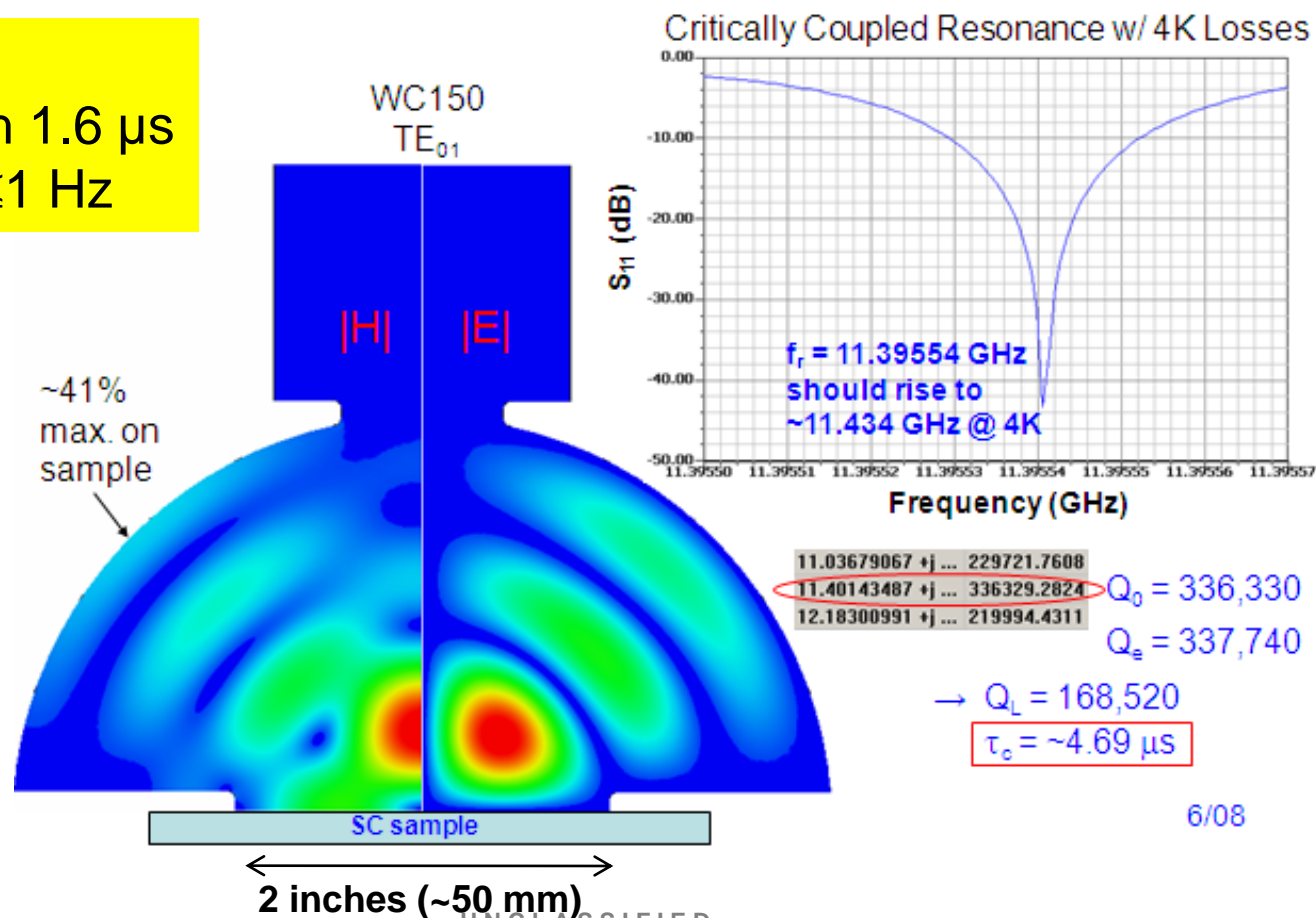 1.6 µs
1 Hz
WC150
TE₀₁
|H|
|E|
~41%
max. on
sample
SC sample
2 inches (~50 mm)
Critically Coupled Resonance w/ 4K Losses
S₁₁ (dB)
0.00
-10.00
-20.00
-30.00
-40.00
-50.00
fᵣ = 11.39554 GHz
should rise to
~11.434 GHz @ 4K
11.39550 11.39551 11.39552 11.39553 11.39554 11.39555 11.39556 11.39557
Frequency (GHz)
11.03679067 +j ... 229721.7608
11.40143487 +j ... 336329.2824
12.18300991 +j ... 219994.4311
Q₀ = 336,330
Qₑ = 337,740
→ Q_L = 168,520
τ_c = ~4.69 µs
6/08